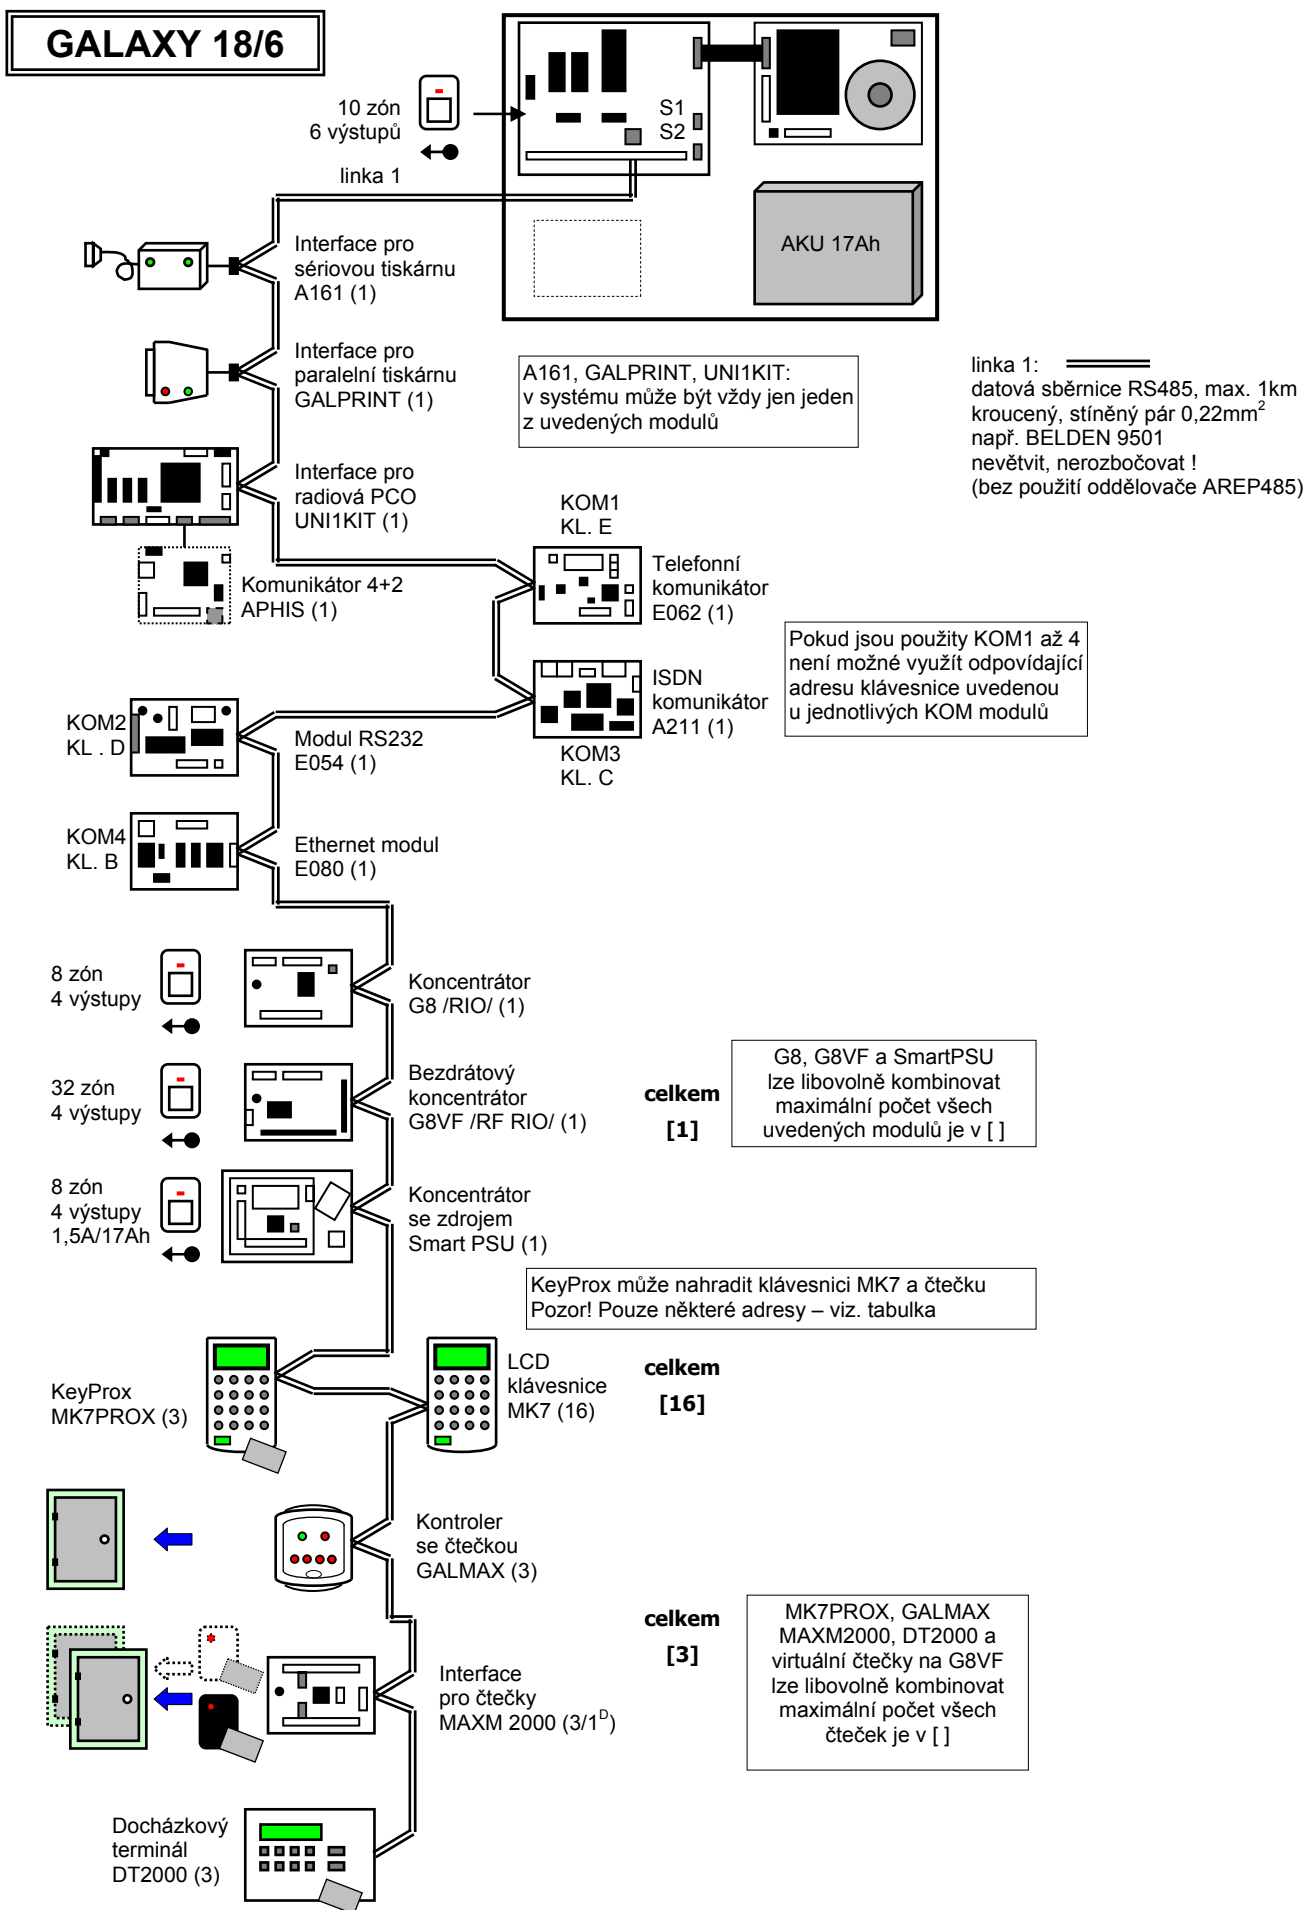 GALAXY 18/6
10 zón
6 výstupů
S1
S2
linka 1
AKU 17Ah
Interface pro
sériovou tiskárnu
A161 (1)
Interface pro
paralelní tiskárnu
GALPRINT (1)
A161, GALPRINT, UNI1KIT:
v systému může být vždy jen jeden
z uvedených modulů
linka 1:
datová sběrnice RS485, max. 1km
kroucený, stíněný pár 0,22mm²
např. BELDEN 9501
nevětvit, nerozbočovat !
(bez použití oddělovače AREP485)
Interface pro
radiová PCO
UNI1KIT (1)
Komunikátor 4+2
APHIS (1)
KOM1
KL. E
Telefonní
komunikátor
E062 (1)
Pokud jsou použity KOM1 až 4
není možné využít odpovídající
adresu klávesnice uvedenou
u jednotlivých KOM modulů
ISDN
komunikátor
A211 (1)
KOM3
KL. C
KOM2
KL . D
Modul RS232
E054 (1)
KOM4
KL. B
Ethernet modul
E080 (1)
8 zón
4 výstupy
Koncentrátor
G8 /RIO/ (1)
32 zón
4 výstupy
Bezdrátový
koncentrátor
G8VF /RF RIO/ (1)
celkem
[1]
G8, G8VF a SmartPSU
lze libovolně kombinovat
maximální počet všech
uvedených modulů je v [ ]
8 zón
4 výstupy
1,5A/17Ah
Koncentrátor
se zdrojem
Smart PSU (1)
KeyProx může nahradit klávesnici MK7 a čtečku
Pozor! Pouze některé adresy – viz. tabulka
KeyProx
MK7PROX (3)
LCD
klávesnice
MK7 (16)
celkem
[16]
Kontroler
se čtečkou
GALMAX (3)
celkem
[3]
MK7PROX, GALMAX
MAXM2000, DT2000 a
virtuální čtečky na G8VF
lze libovolně kombinovat
maximální počet všech
čteček je v [ ]
Interface
pro čtečky
MAXM 2000 (3/1ᴰ)
Docházkový
terminál
DT2000 (3)